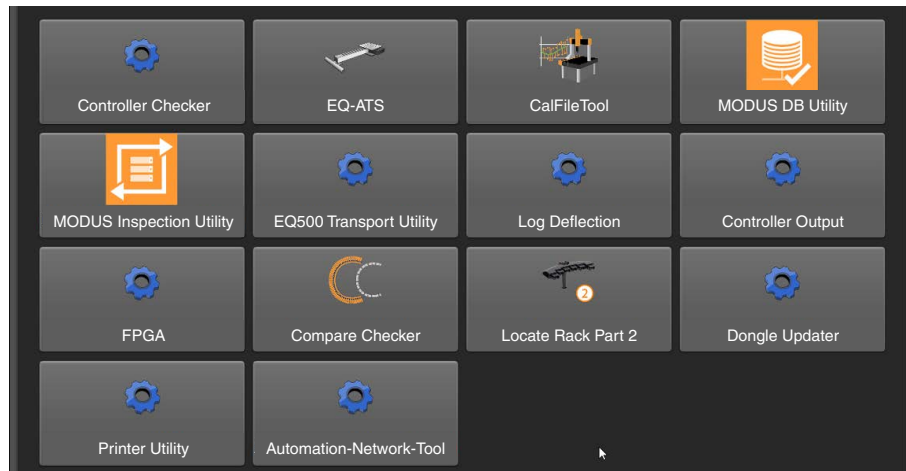 Controller Checker
EQ-ATS
CalFileTool
MODUS DB Utility
MODUS Inspection Utility
EQ500 Transport Utility
Log Deflection
Controller Output
FPGA
Compare Checker
2
Locate Rack Part 2
Dongle Updater
Printer Utility
Automation-Network-Tool